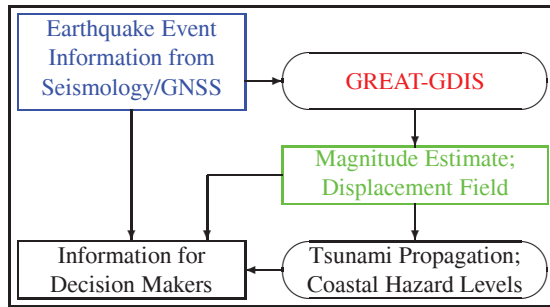 Earthquake Event
Information from
Seismology/GNSS
GREAT-GDIS
Magnitude Estimate;
Displacement Field
Information for
Decision Makers
Tsunami Propagation;
Coastal Hazard Levels